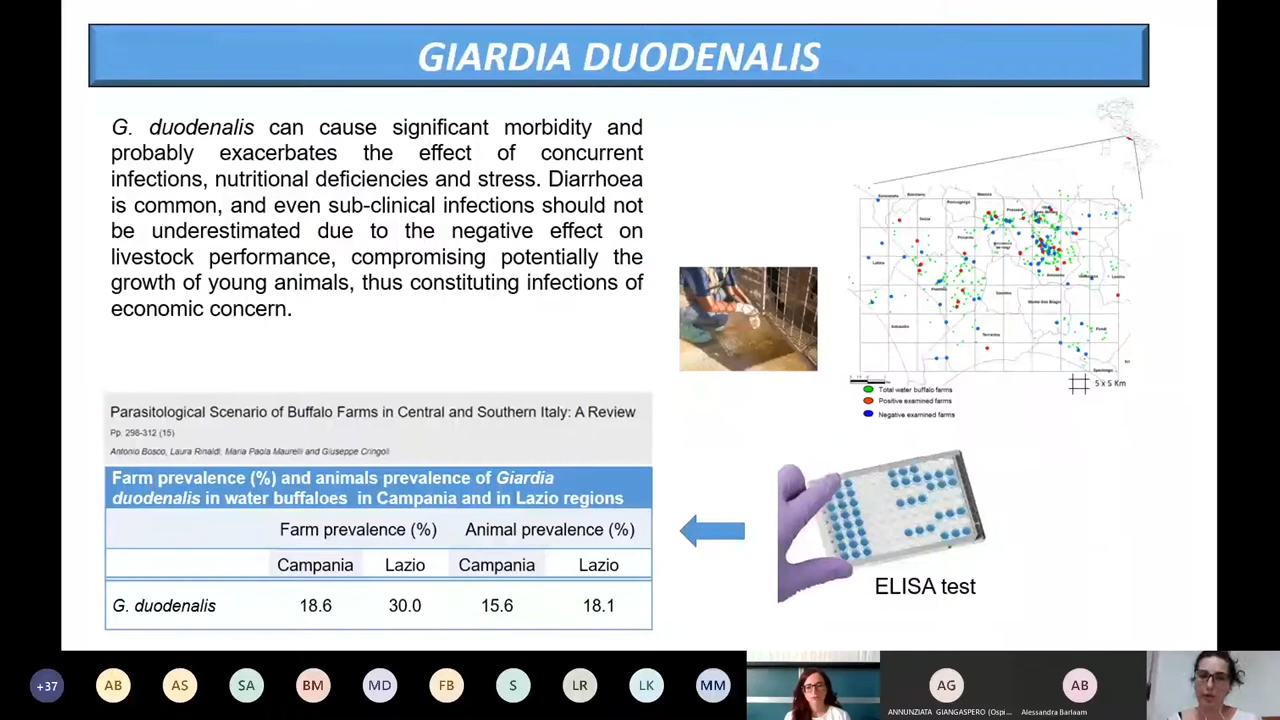 GIARDIA DUODENALIS
G. duodenalis can cause significant morbidity and
probably exacerbates the effect of concurrent
infections, nutritional deficiencies and stress. Diarrhoea
is common, and even sub-clinical infections should not
be underestimated due to the negative effect on
livestock performance, compromising potentially the
growth of young animals, thus constituting infections of
economic concern.
5 x 5 Km
Total water buffalo farms
Positive examined farms
Negative examined farms
Parasitological Scenario of Buffalo Farms in Central and Southern Italy: A Review
Pp. 298-312 (15)
Antonio Bosco, Laura Rinaldi, Maria Paola Maurelli and Giuseppe Cringoli
Farm prevalence (%) and animals prevalence of Giardia
duodenalis in water buffaloes in Campania and in Lazio regions
Farm prevalence (%) Animal prevalence (%)
Campania Lazio Campania Lazio
G. duodenalis 18.6 30.0 15.6 18.1
ELISA test
+37 AB AS SA BM MD FB S LR LK MM AG AB
ANNUNZIATA GIANGASPERO (Ospi... Alessandra Barlaam